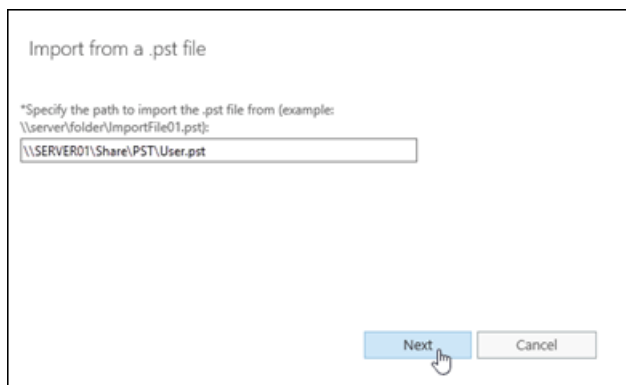 Import from a .pst file
*Specify the path to import the .pst file from (example:
\\server\folder\ImportFile01.pst):
\\SERVER01\Share\PST\User.pst
Next
Cancel